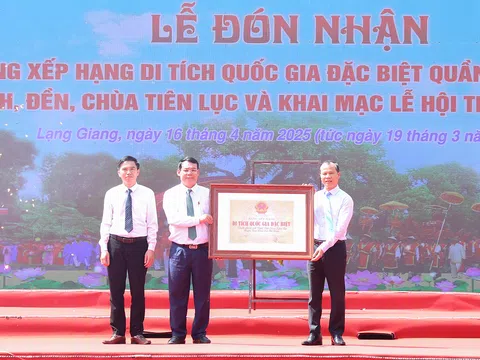 LỄ ĐÓN NHẬN
NG XẾP HẠNG DI TÍCH QUỐC GIA ĐẶC BIỆT QUẦN
H, ĐỀN, CHÙA TIÊN LỤC VÀ KHAI MẠC LỄ HỘI T
Lạng Giang, ngày 16 tháng 4 năm 2025 (tức ngày 19 tháng 3 nă
DI TÍCH QUỐC GIA ĐẶC BIỆT